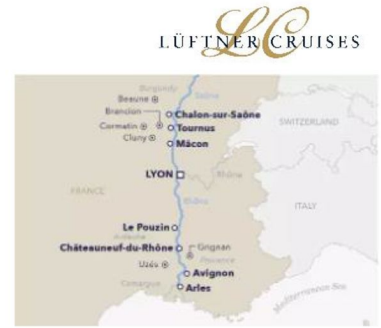 LÜFTNER CRUISES
Burgundy
Saône
Beaune
Brancion
Chalon-sur-Saône
Cormatin
Tournus
Cluny
Mâcon
SWITZERLAND
LYON
Rhône
FRANCE
Rhône
ITALY
Le Pouzin
Ardèche
Châteauneuf-du-Rhône
Grignan
Provence
Uzès
Avignon
Camargue
Arles
Mediterranean Sea